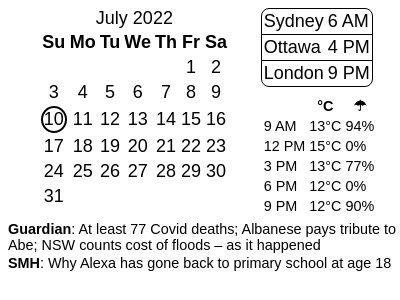 July 2022
Su Mo Tu We Th Fr Sa
1 2
3 4 5 6 7 8 9
10 11 12 13 14 15 16
17 18 19 20 21 22 23
24 25 26 27 28 29 30
31
Sydney 6 AM
Ottawa 4 PM
London 9 PM
°C ☂
9 AM 13°C 94%
12 PM 15°C 0%
3 PM 13°C 77%
6 PM 12°C 0%
9 PM 12°C 90%
Guardian: At least 77 Covid deaths; Albanese pays tribute to
Abe; NSW counts cost of floods – as it happened
SMH: Why Alexa has gone back to primary school at age 18